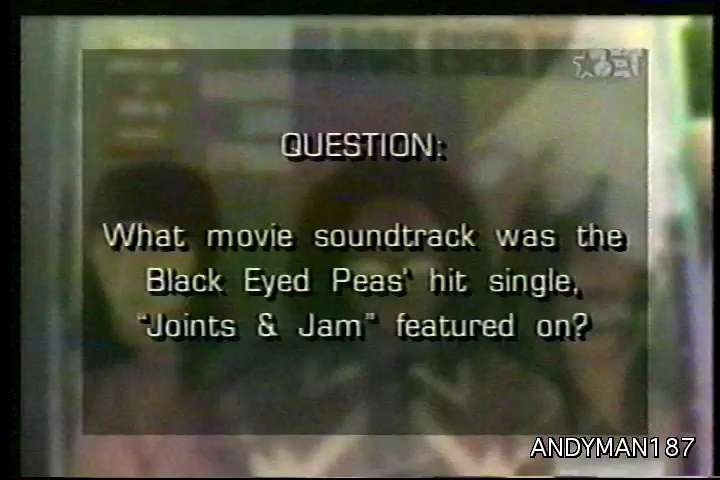 QUESTION:
What movie soundtrack was the
Black Eyed Peas' hit single,
"Joints & Jam" featured on?
ANDYMAN187